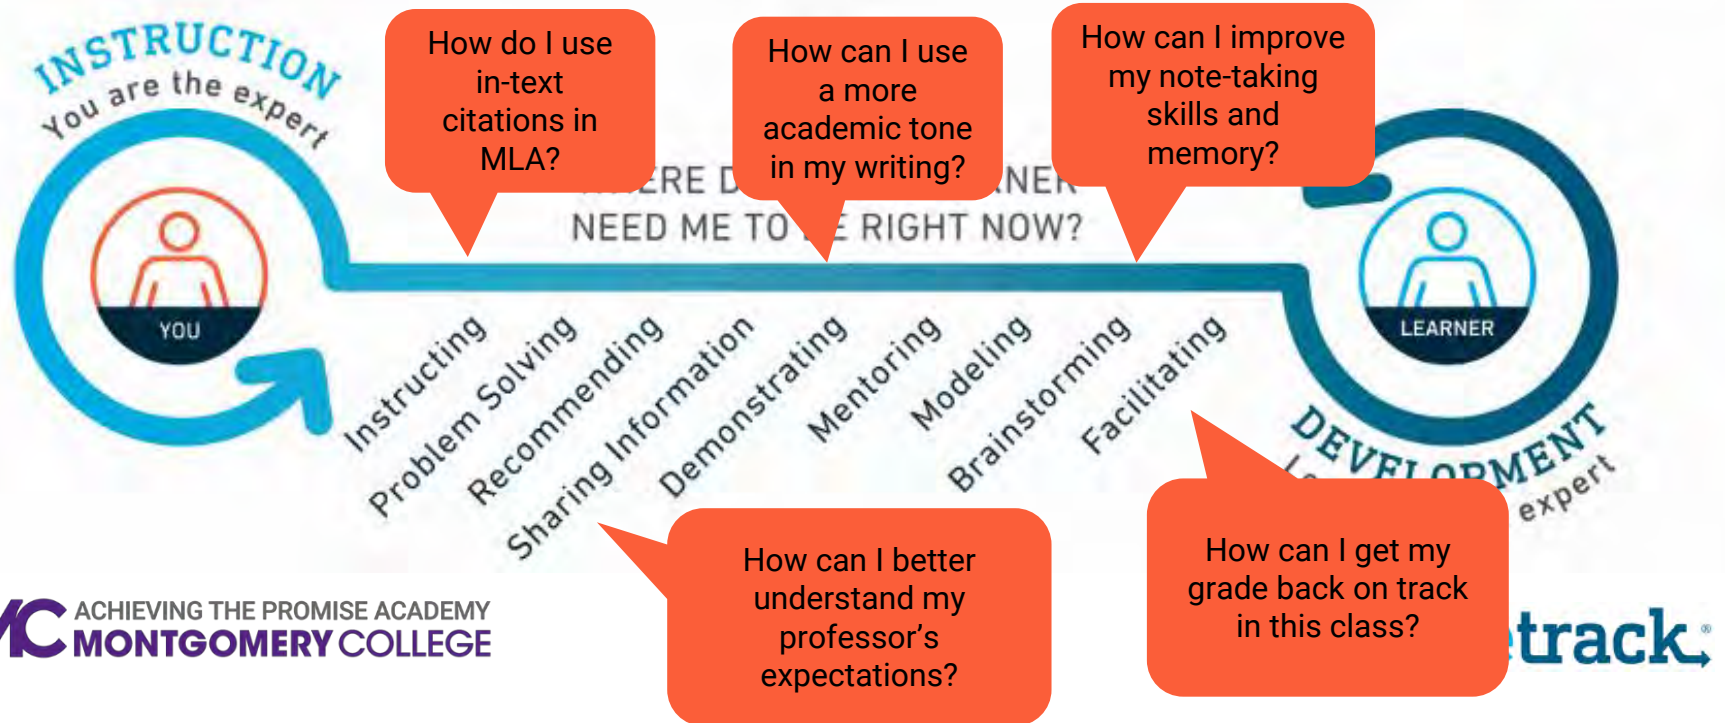 INSTRUCTION
You are the expert
How do I use
in-text
citations in
MLA?
How can I use
a more
academic tone
in my writing?
How can I improve
my note-taking
skills and
memory?
NEED ME TO RIGHT NOW?
YOU
LEARNER
Instructing
Problem Solving
Recommending
Sharing Information
Demonstrating
Mentoring
Modeling
Brainstorming
Facilitating
DEVELOPMENT
expert
How can I better
understand my
professor's
expectations?
How can I get my
grade back on track
in this class?
MC ACHIEVING THE PROMISE ACADEMY
MONTGOMERY COLLEGE
track